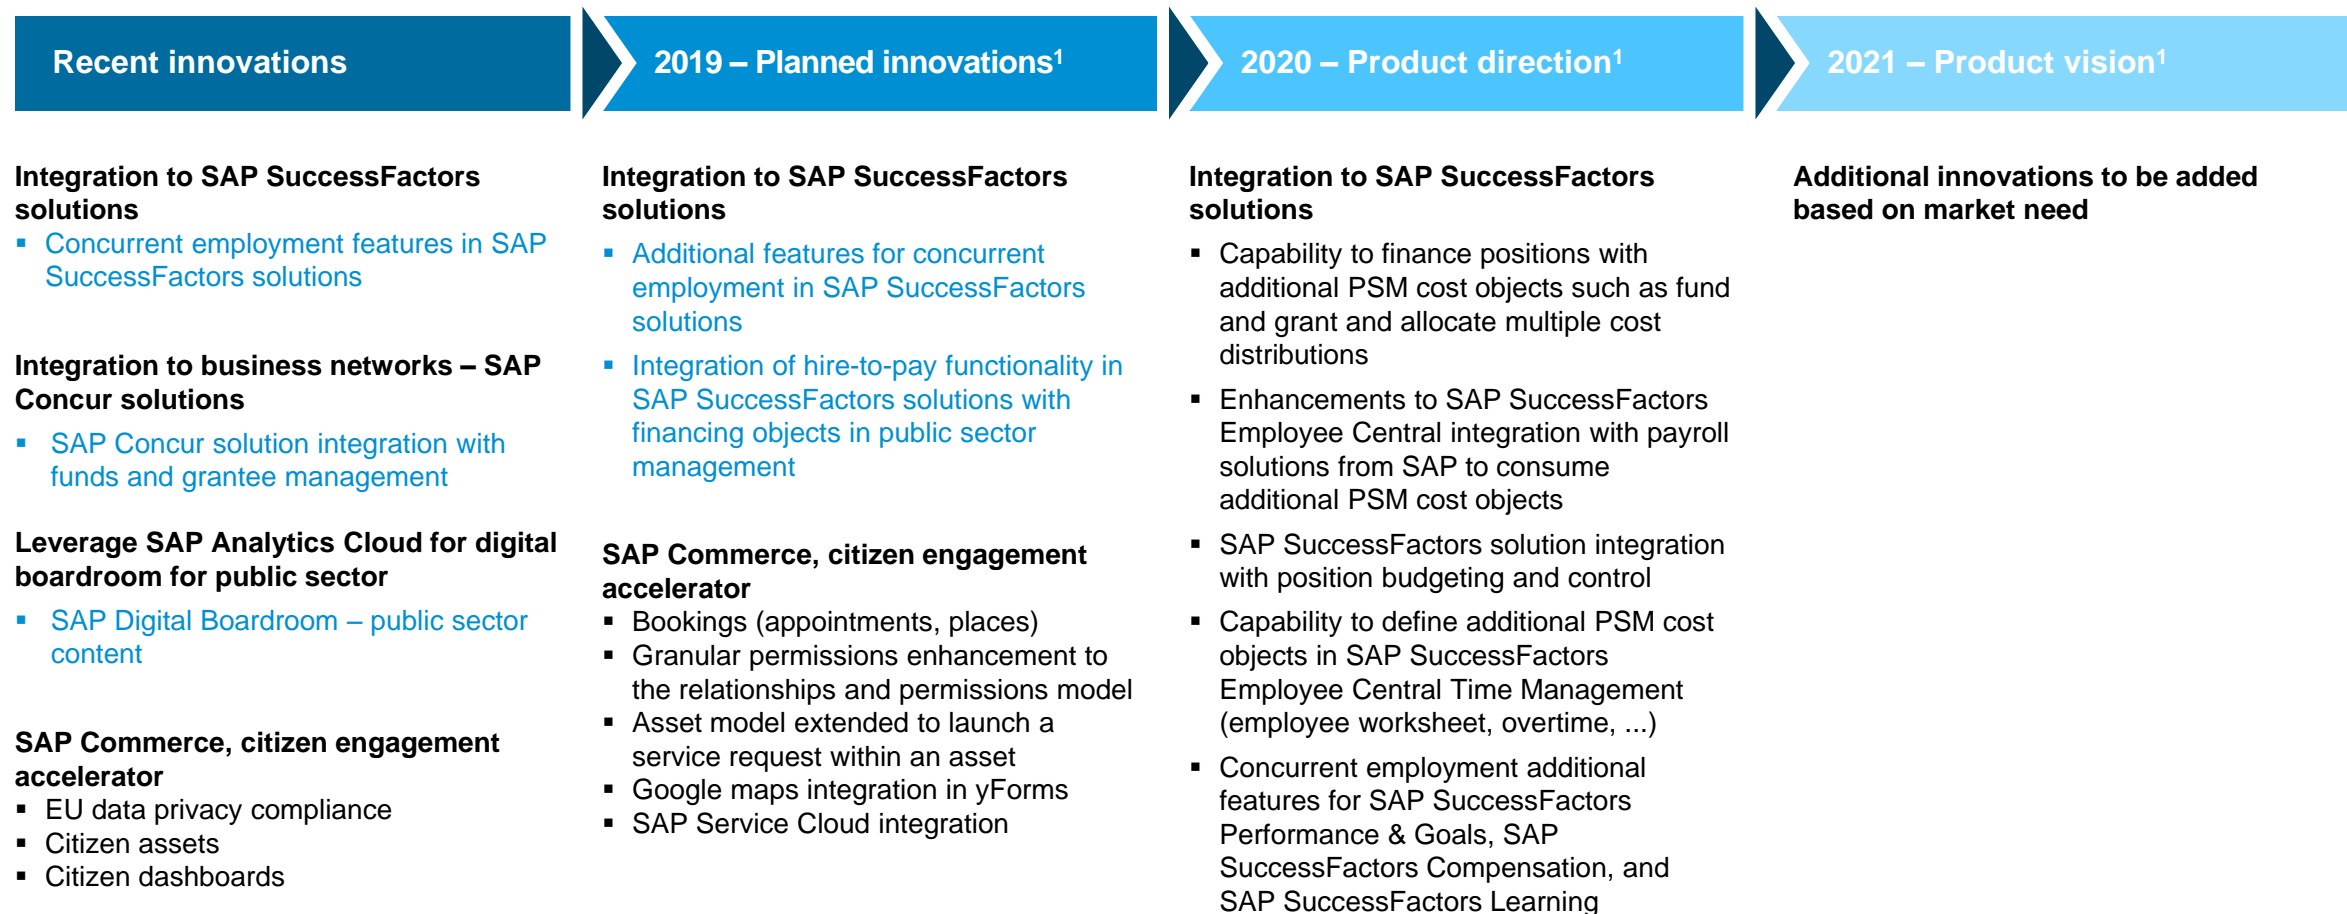 Recent innovations
2019 – Planned innovations¹
2020 – Product direction¹
2021 – Product vision¹
Integration to SAP SuccessFactors
solutions
▪ Concurrent employment features in SAP
SuccessFactors solutions
Integration to business networks – SAP
Concur solutions
▪ SAP Concur solution integration with
funds and grantee management
Leverage SAP Analytics Cloud for digital
boardroom for public sector
▪ SAP Digital Boardroom – public sector
content
SAP Commerce, citizen engagement
accelerator
▪ EU data privacy compliance
▪ Citizen assets
▪ Citizen dashboards
Integration to SAP SuccessFactors
solutions
▪ Additional features for concurrent
employment in SAP SuccessFactors
solutions
▪ Integration of hire-to-pay functionality in
SAP SuccessFactors solutions with
financing objects in public sector
management
SAP Commerce, citizen engagement
accelerator
▪ Bookings (appointments, places)
▪ Granular permissions enhancement to
the relationships and permissions model
▪ Asset model extended to launch a
service request within an asset
▪ Google maps integration in yForms
▪ SAP Service Cloud integration
Integration to SAP SuccessFactors
solutions
▪ Capability to finance positions with
additional PSM cost objects such as fund
and grant and allocate multiple cost
distributions
▪ Enhancements to SAP SuccessFactors
Employee Central integration with payroll
solutions from SAP to consume
additional PSM cost objects
▪ SAP SuccessFactors solution integration
with position budgeting and control
▪ Capability to define additional PSM cost
objects in SAP SuccessFactors
Employee Central Time Management
(employee worksheet, overtime, ...)
▪ Concurrent employment additional
features for SAP SuccessFactors
Performance & Goals, SAP
SuccessFactors Compensation, and
SAP SuccessFactors Learning
Additional innovations to be added
based on market need